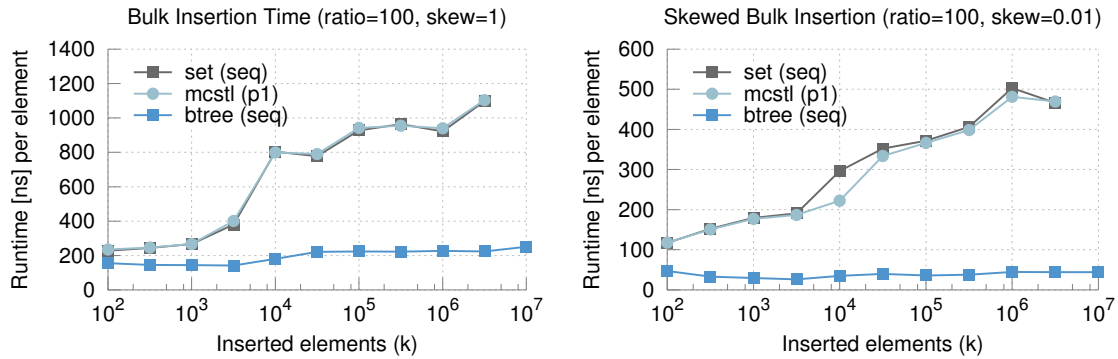 Bulk Insertion Time (ratio=100, skew=1)
Runtime [ns] per element
1400
1200
1000
800
600
400
200
0
set (seq)
mcstl (p1)
btree (seq)
10^2 10^3 10^4 10^5 10^6 10^7
Inserted elements (k)
Skewed Bulk Insertion (ratio=100, skew=0.01)
Runtime [ns] per element
600
500
400
300
200
100
0
set (seq)
mcstl (p1)
btree (seq)
10^2 10^3 10^4 10^5 10^6 10^7
Inserted elements (k)